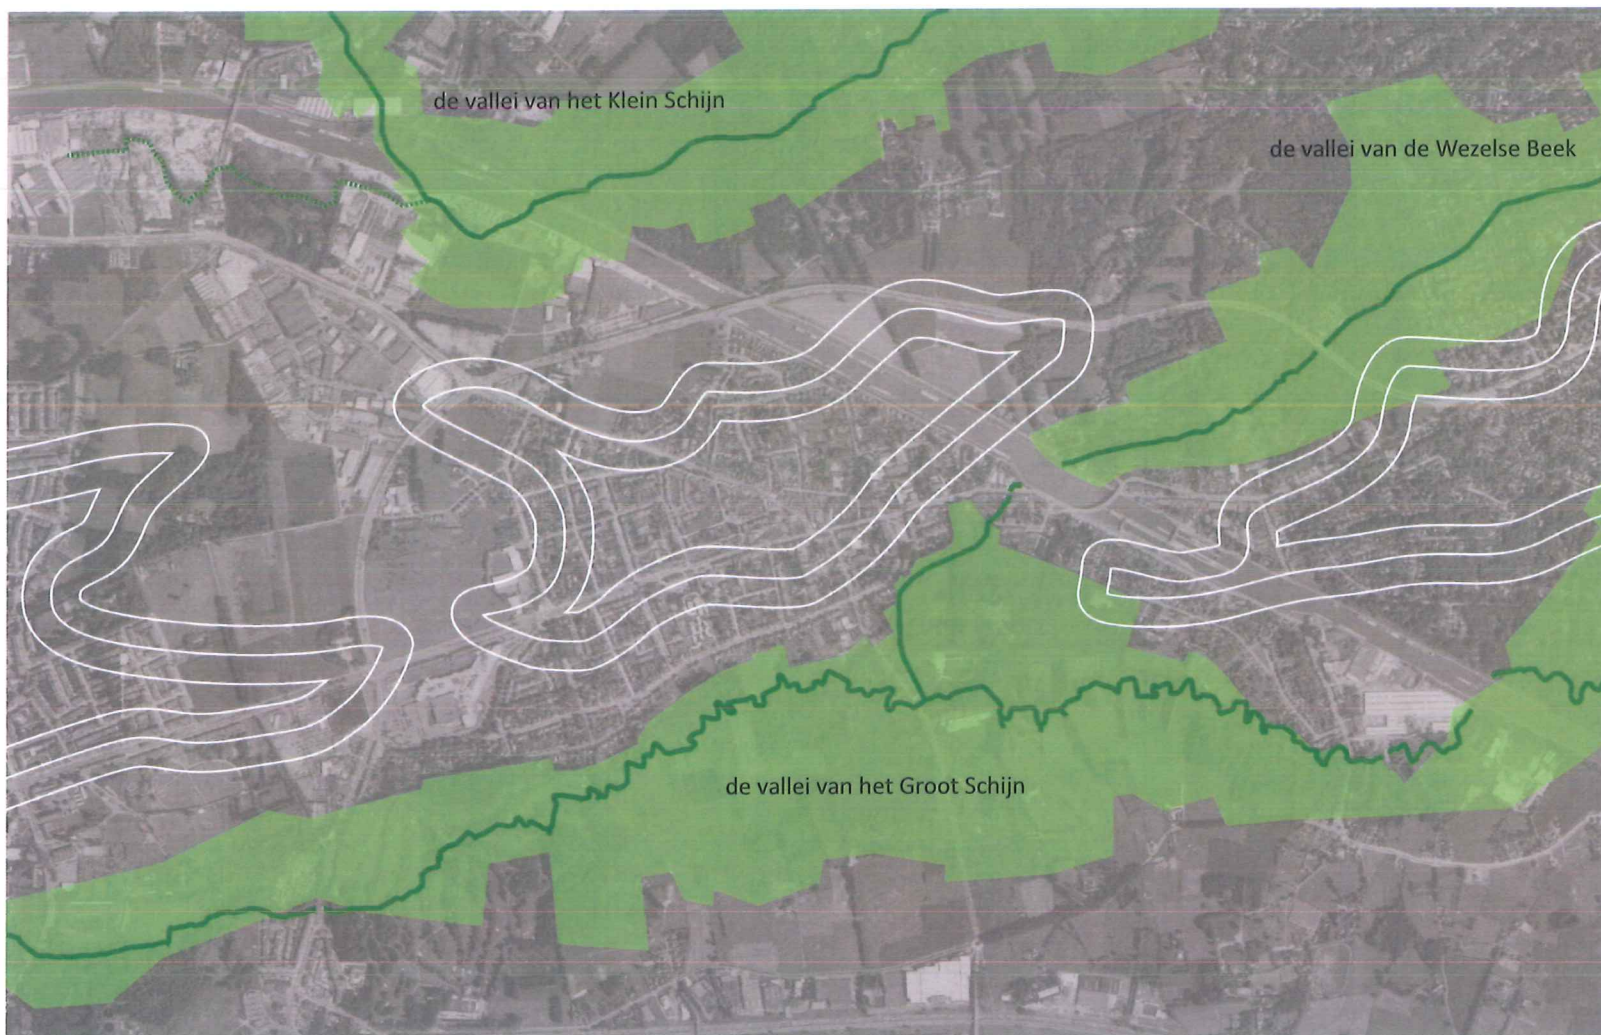 de vallei van het Klein Schijn
de vallei van de Wezelse Beek
de vallei van het Groot Schijn